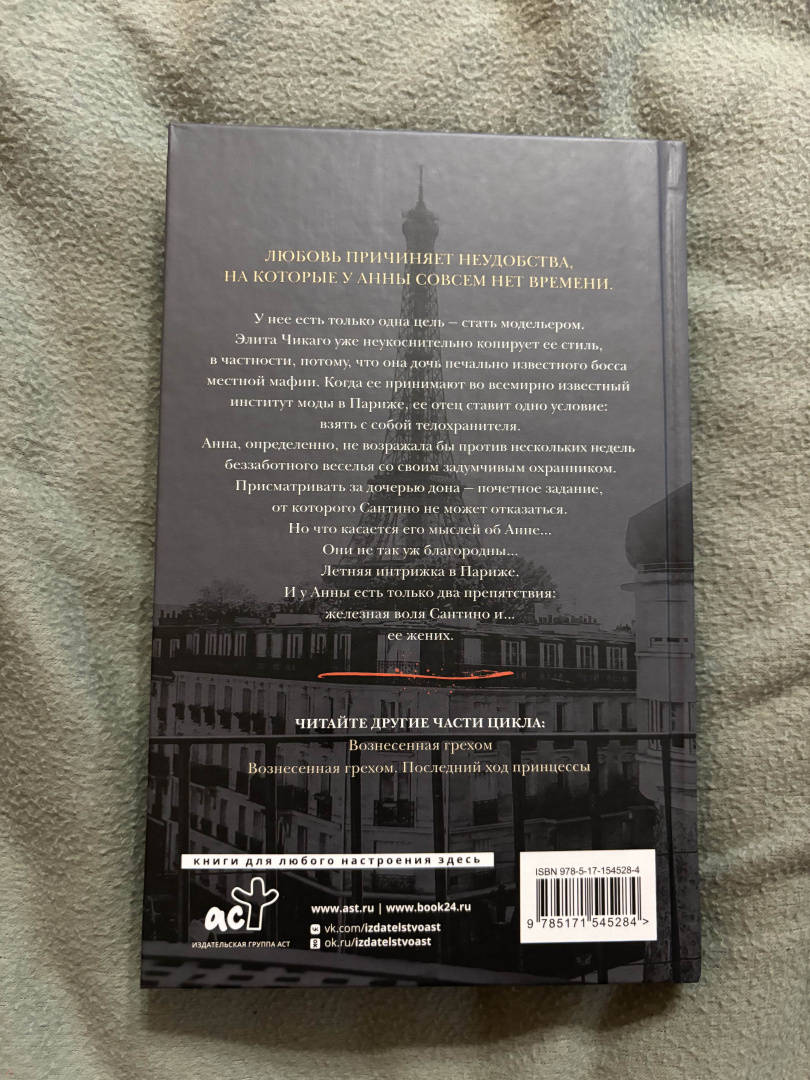 ЛЮБОВЬ ПРИЧИНЯЕТ НЕУДОБСТВА,
НА КОТОРЫЕ У АННЫ СОВСЕМ НЕТ ВРЕМЕНИ.
У нее есть только одна цель – стать модельером.
Элита Чикаго уже неукоснительно копирует ее стиль,
в частности, потому, что она дочь печально известного босса
местной мафии. Когда ее принимают во всемирно известный
институт моды в Париже, ее отец ставит одно условие:
взять с собой телохранителя.
Анна, определенно, не возражала бы против нескольких недель
беззаботного веселья со своим задумчивым охранником.
Присматривать за дочерью дона – почетное задание,
от которого Сантино не может отказаться.
Но что касается его мыслей об Анне...
Они не так уж благородны...
Летняя интрижка в Париже.
И у Анны есть только два препятствия:
железная воля Сантино и...
ее жених.
ЧИТАЙТЕ ДРУГИЕ ЧАСТИ ЦИКЛА:
Вознесенная грехом
Вознесенная грехом. Последний ход принцессы
книги для любого настроения здесь
аст
ИЗДАТЕЛЬСКАЯ ГРУППА АСТ
www.ast.ru | www.book24.ru
vk.com/izdatelstvoast
ok.ru/izdatelstvoast
ISBN 978-5-17-154528-4
9 785171 545284 >